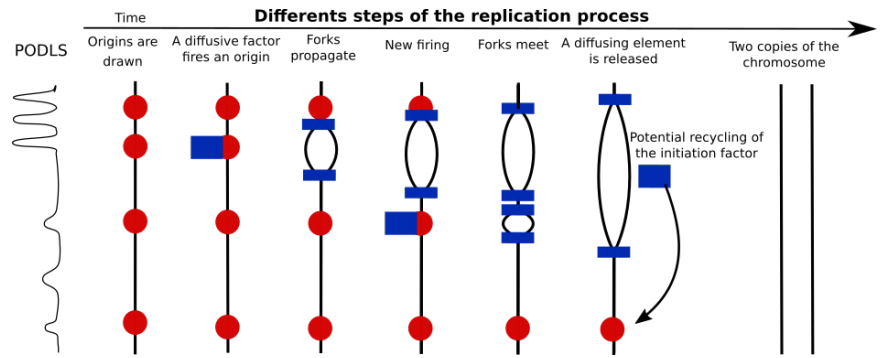 Differents steps of the replication process
Time
PODLS
Origins are
drawn
A diffusive factor
fires an origin
Forks
propagate
New firing
Forks meet
A diffusing element
is released
Two copies of the
chromosome
Potential recycling of
the initiation factor